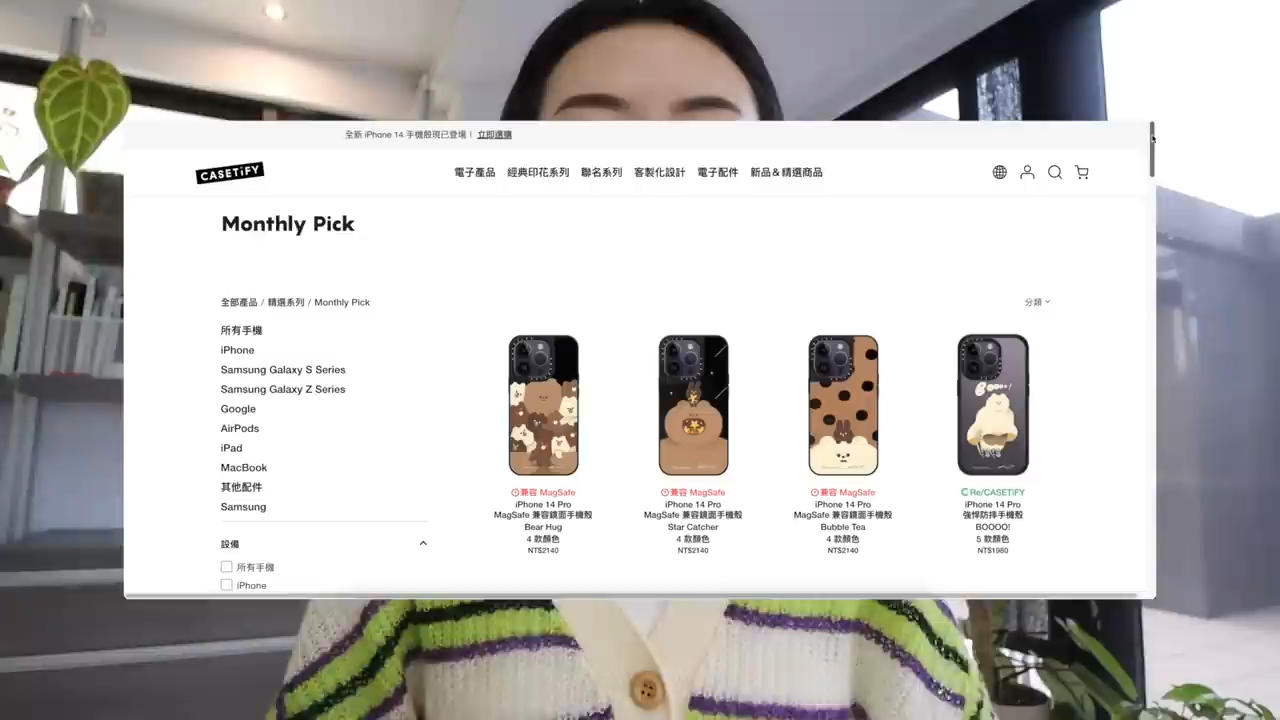 全新 iPhone 14 手機殼現已登場！ 立即選購
CASETiFY
電子產品 經典印花系列 聯名系列 客製化設計 電子配件 新品&精選商品
Monthly Pick
全部產品 / 精選系列 / Monthly Pick
分類
所有手機
iPhone
Samsung Galaxy S Series
Samsung Galaxy Z Series
Google
AirPods
iPad
MacBook
其他配件
Samsung
設備
所有手機
iPhone
兼容 MagSafe
iPhone 14 Pro
MagSafe 兼容鏡面手機殼
Bear Hug
4 款顏色
NT$2140
兼容 MagSafe
iPhone 14 Pro
MagSafe 兼容鏡面手機殼
Star Catcher
4 款顏色
NT$2140
兼容 MagSafe
iPhone 14 Pro
MagSafe 兼容鏡面手機殼
Bubble Tea
4 款顏色
NT$2140
Re/CASETiFY
iPhone 14 Pro
強悍防摔手機殼
BOOOO!
5 款顏色
NT$1980